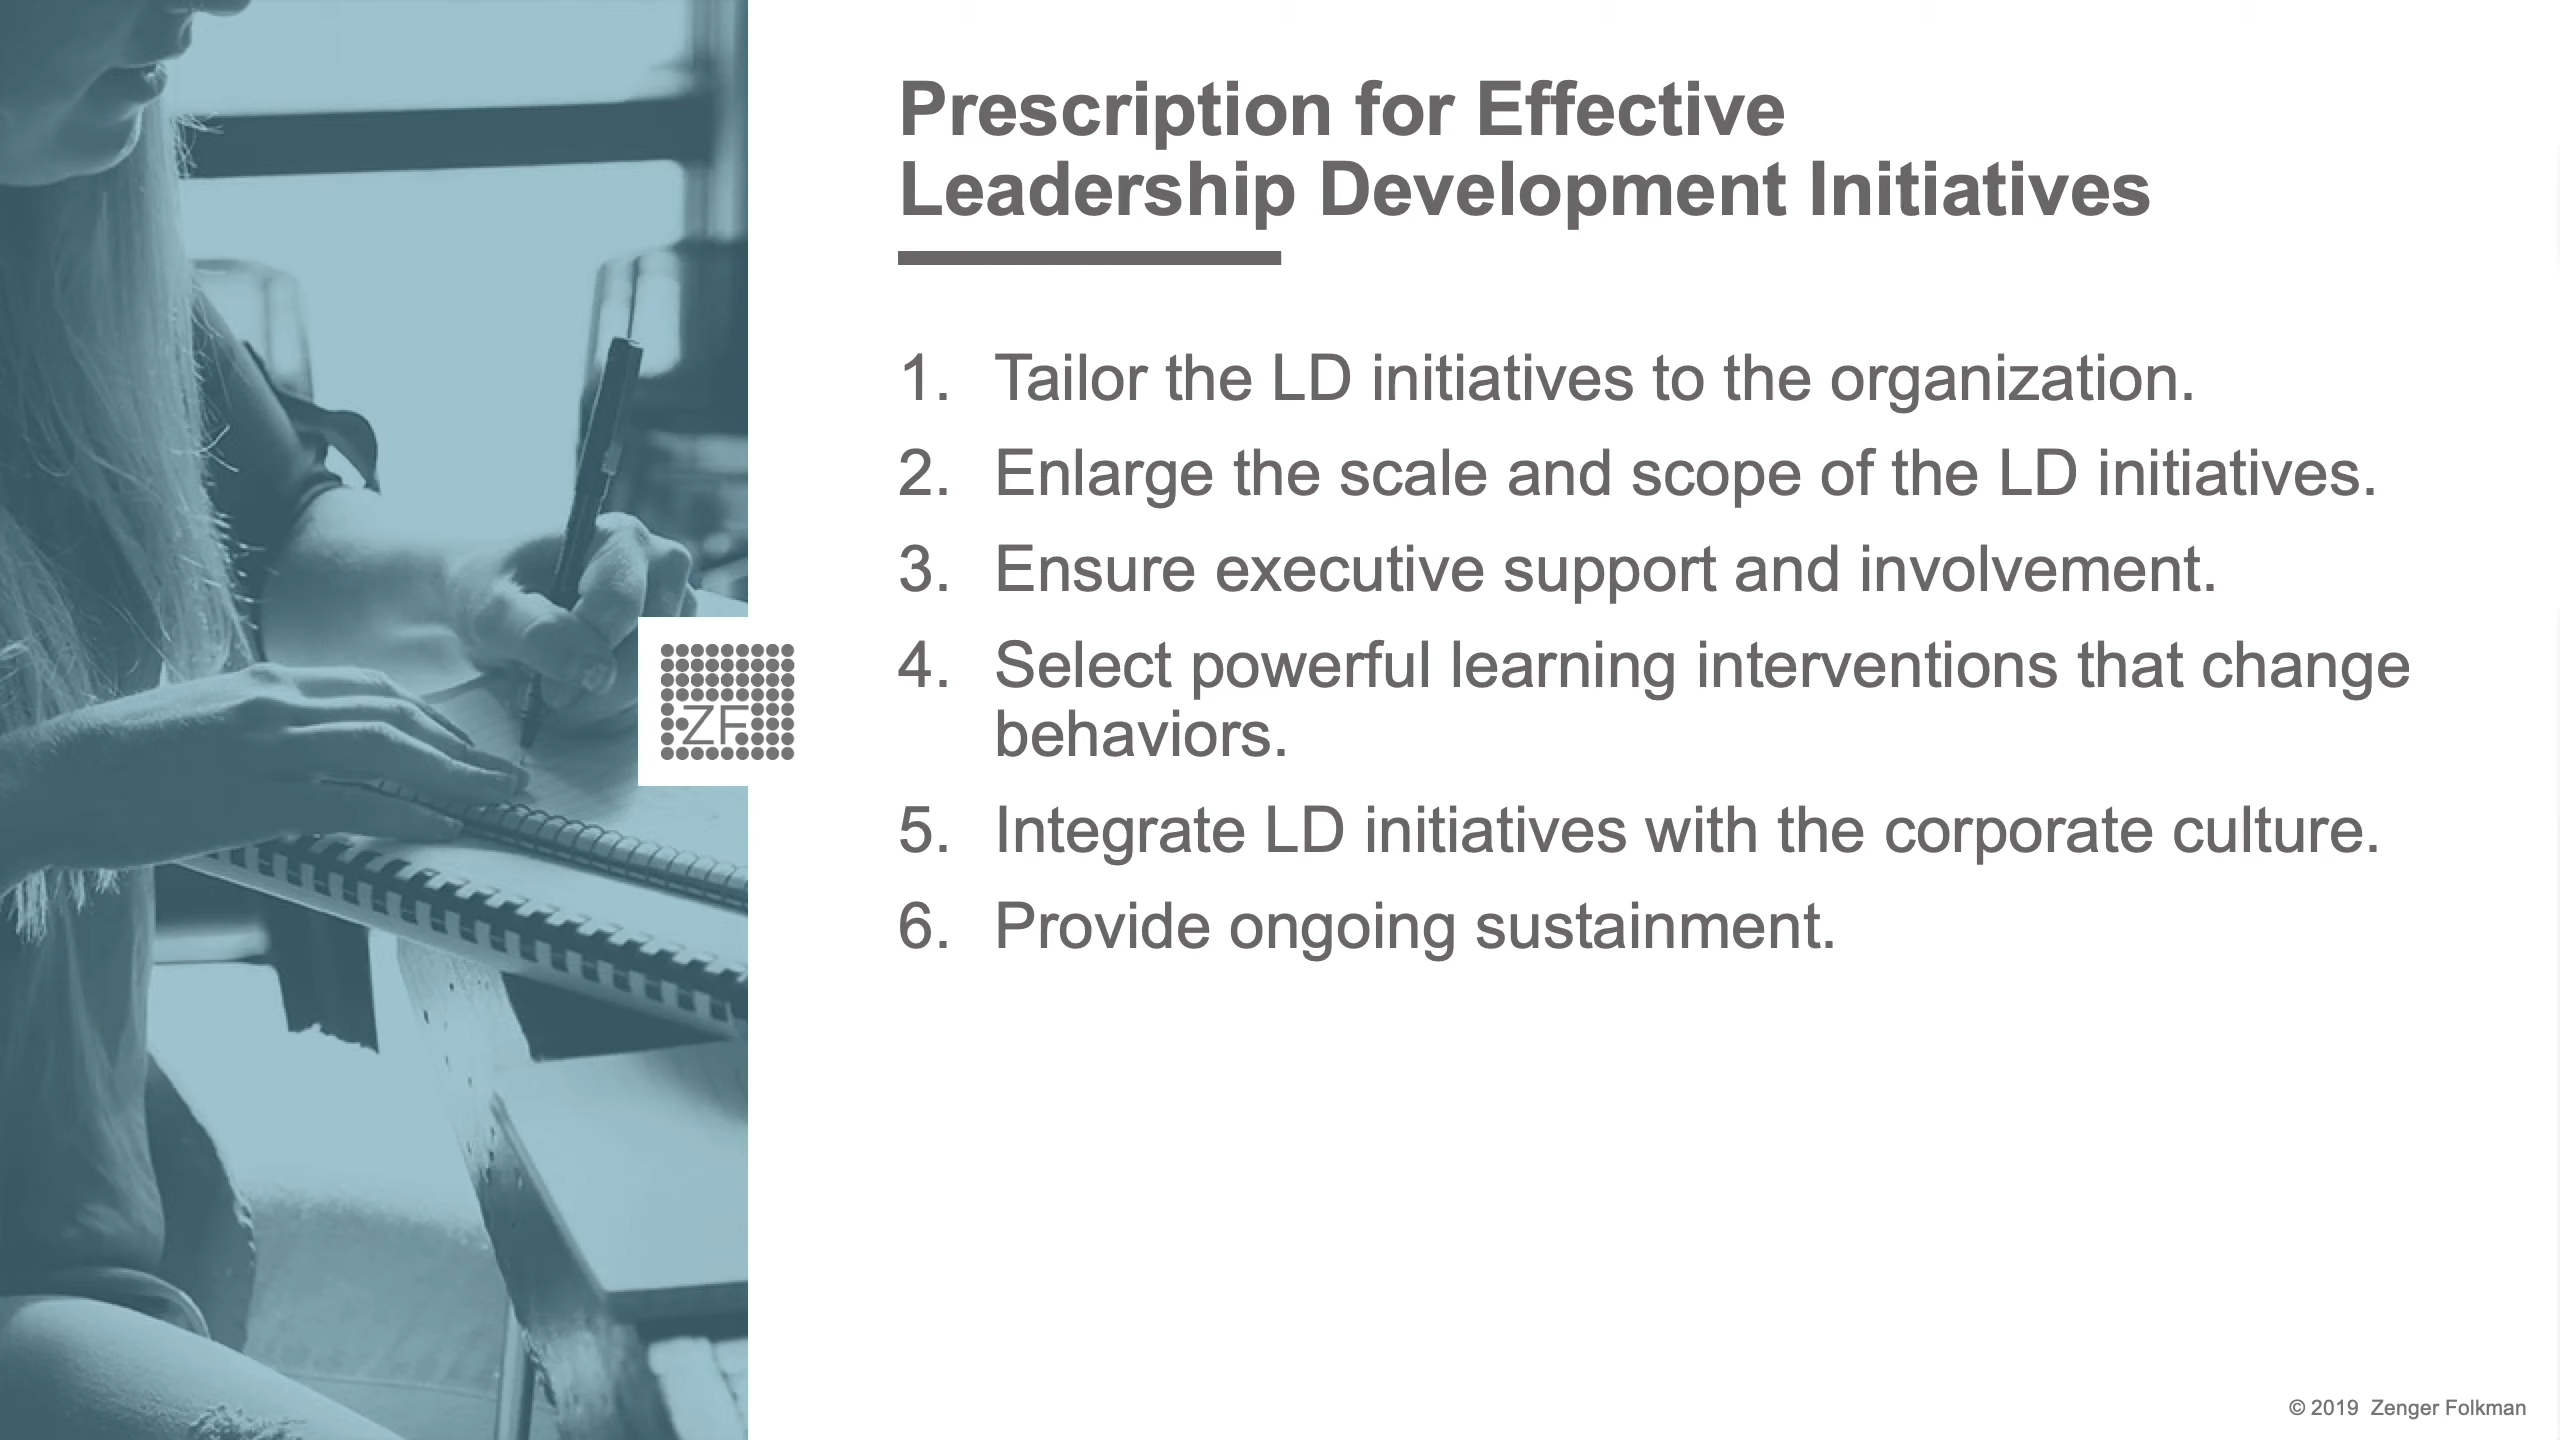 Prescription for Effective
Leadership Development Initiatives
1. Tailor the LD initiatives to the organization.
2. Enlarge the scale and scope of the LD initiatives.
3. Ensure executive support and involvement.
4. Select powerful learning interventions that change
behaviors.
5. Integrate LD initiatives with the corporate culture.
6. Provide ongoing sustainment.
ZF
© 2019 Zenger Folkman